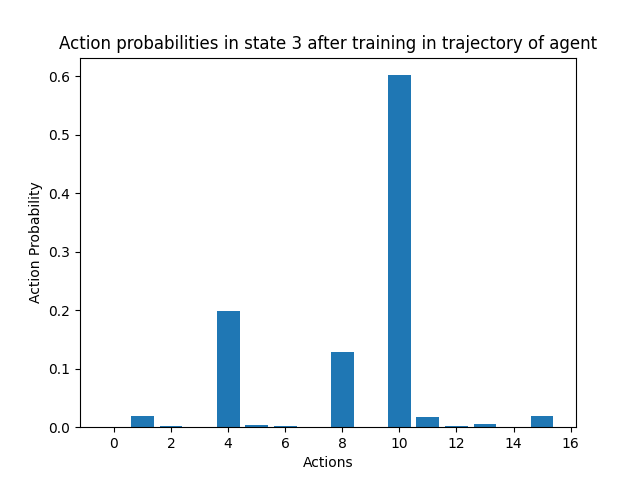 Action probabilities in state 3 after training in trajectory of agent
0.6
0.5
0.4
0.3
0.2
0.1
0.0
Action Probability
0 2 4 6 8 10 12 14 16
Actions